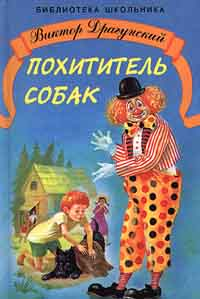 БИБЛИОТЕКА ШКОЛЬНИКА
Виктор Драгунский
ПОХИТИТЕЛЬ
СОБАК